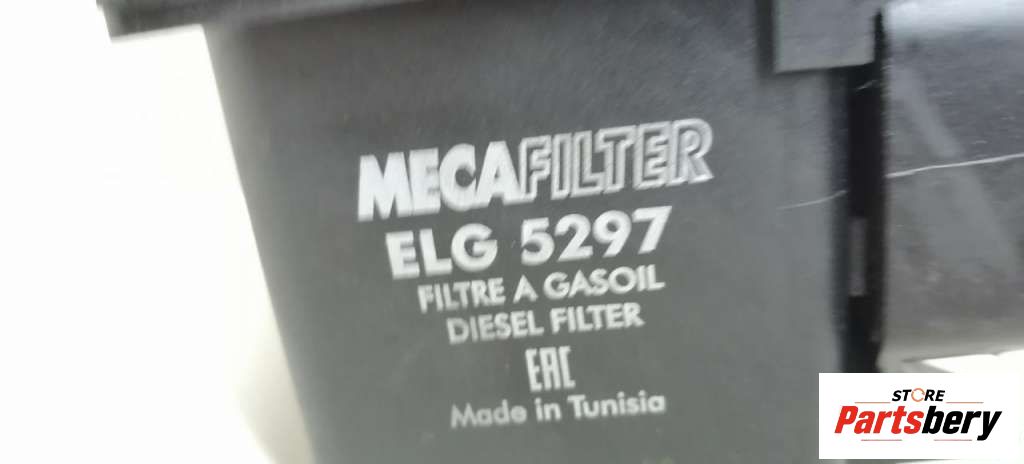 MECAFILTER
ELG 5297
FILTRE A GASOIL
DIESEL FILTER
EAC
Made in Tunisia
STORE
Partsbery